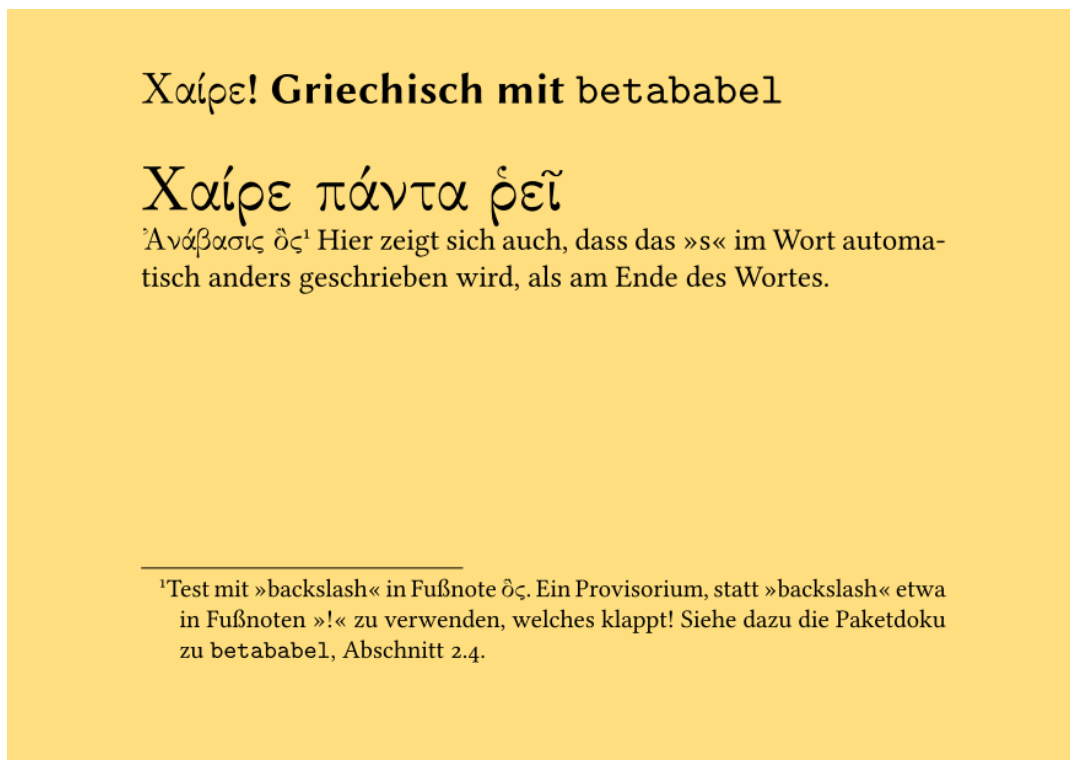 Χαίρε! Griechisch mit betababel
Χαίρε πάντα ῥεῖ
Ἀνάβασις ὃς¹ Hier zeigt sich auch, dass das »s« im Wort automa-
tisch anders geschrieben wird, als am Ende des Wortes.
¹Test mit »backslash« in Fußnote ὃς. Ein Provisorium, statt »backslash« etwa
in Fußnoten »!« zu verwenden, welches klappt! Siehe dazu die Paketdoku
zu betababel, Abschnitt 2.4.